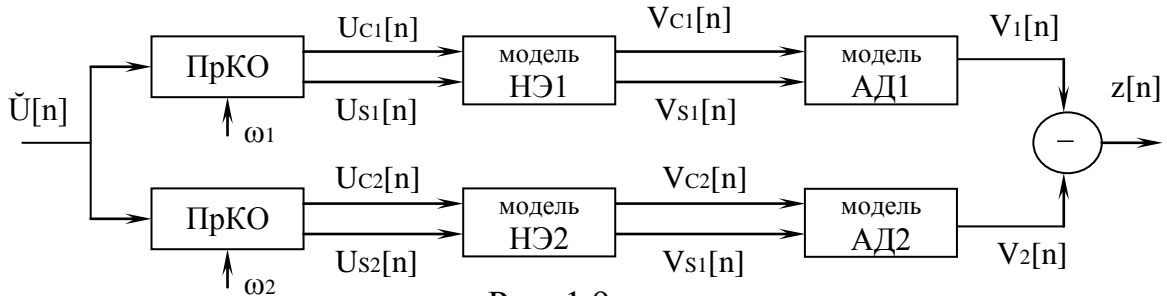 UC1[n] VC1[n] V1[n]
ПрКО модель НЭ1 модель АД1
Ŭ[n] US1[n] VS1[n] z[n]
ω1
−
UC2[n] VC2[n]
ПрКО модель НЭ2 модель АД2
US2[n] VS1[n] V2[n]
ω2